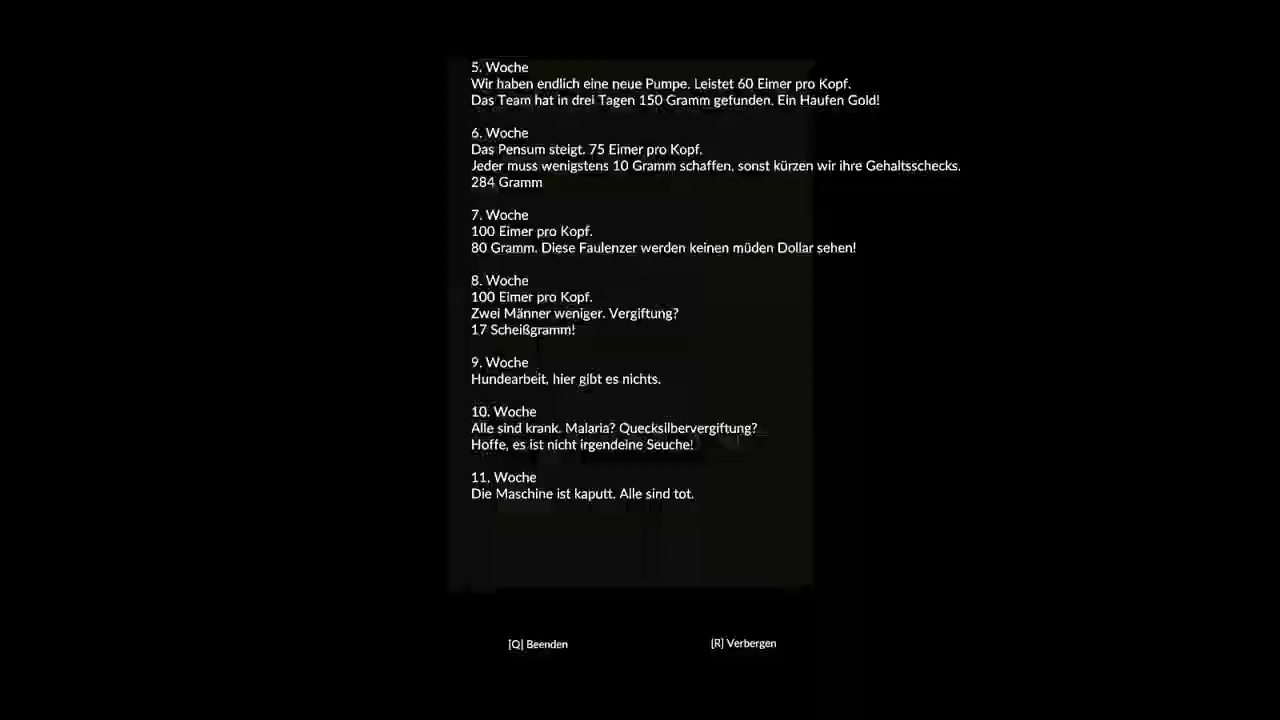 5. Woche
Wir haben endlich eine neue Pumpe. Leistet 60 Eimer pro Kopf.
Das Team hat in drei Tagen 150 Gramm gefunden. Ein Haufen Gold!
6. Woche
Das Pensum steigt. 75 Eimer pro Kopf.
Jeder muss wenigstens 10 Gramm schaffen, sonst kürzen wir ihre Gehaltsschecks.
284 Gramm
7. Woche
100 Eimer pro Kopf.
80 Gramm. Diese Faulenzer werden keinen müden Dollar sehen!
8. Woche
100 Eimer pro Kopf.
Zwei Männer weniger. Vergiftung?
17 Scheißgramm!
9. Woche
Hundearbeit, hier gibt es nichts.
10. Woche
Alle sind krank. Malaria? Quecksilbervergiftung?
Hoffe, es ist nicht irgendeine Seuche!
11. Woche
Die Maschine ist kaputt. Alle sind tot.
[Q] Beenden
[R] Verbergen